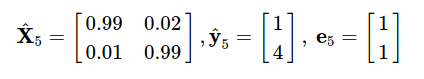 X̂₅ = [0.99 0.02; 0.01 0.99], ŷ₅ = [1; 4], e₅ = [1; 1]